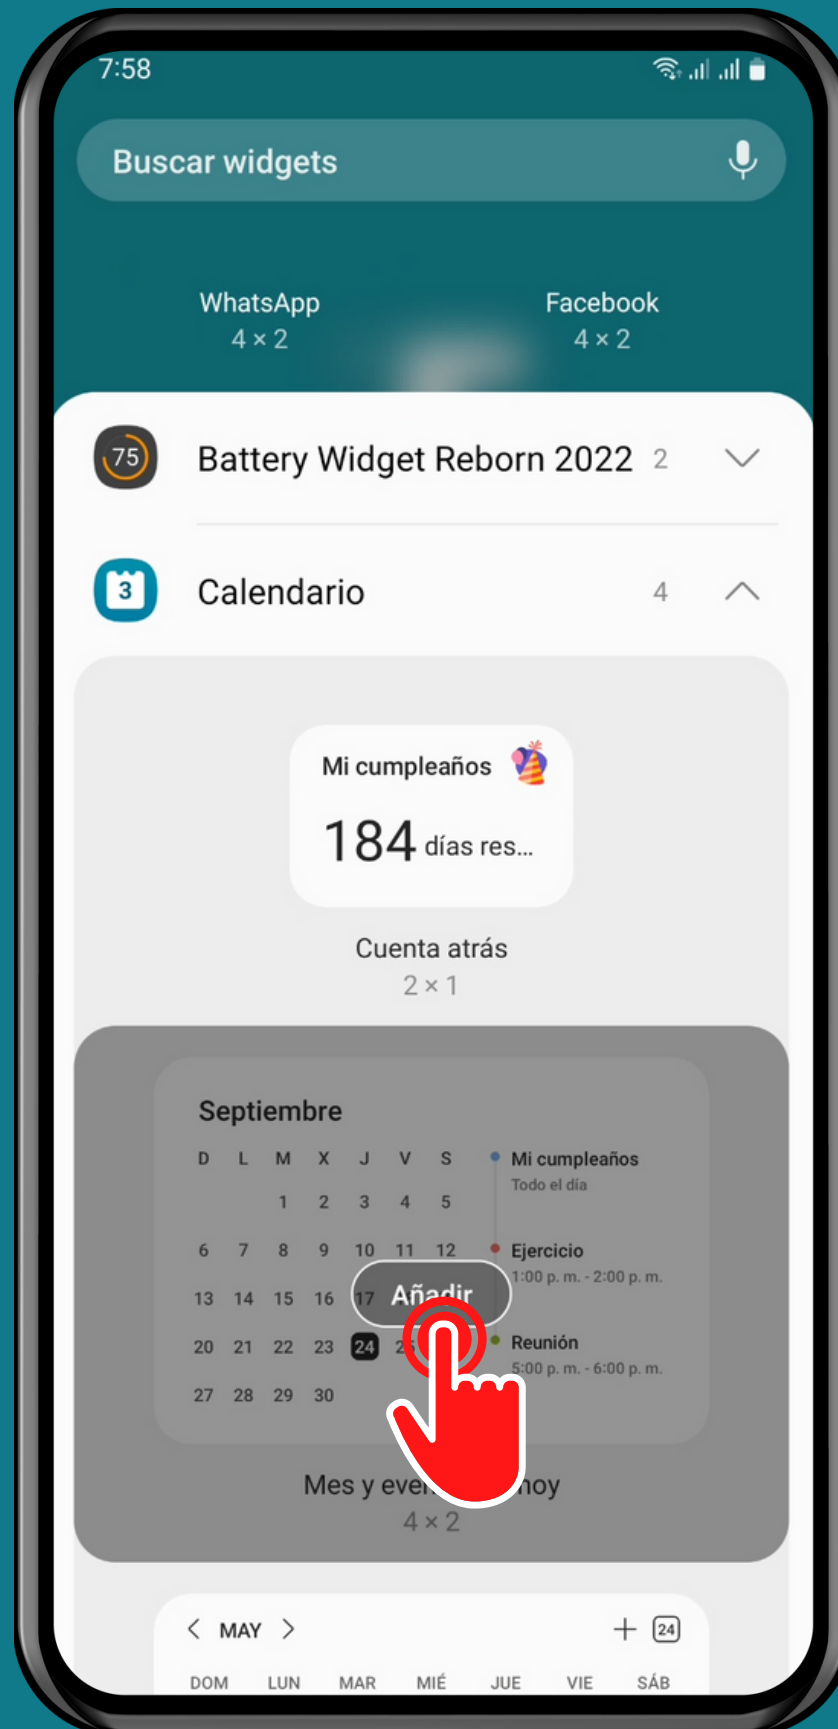 7:58
Buscar widgets
WhatsApp Facebook
4 × 2 4 × 2
75 Battery Widget Reborn 2022 2
3 Calendario 4
Mi cumpleaños
184 días res...
Cuenta atrás
2 × 1
Septiembre
D L M X J V S
1 2 3 4 5
6 7 8 9 10 11 12
13 14 15 16 17
20 21 22 23 24
27 28 29 30
Mi cumpleaños
Todo el día
Ejercicio
1:00 p. m. - 2:00 p. m.
Reunión
5:00 p. m. - 6:00 p. m.
Añadir
Mes y hoy
4 × 2
MAY 24
DOM LUN MAR MIÉ JUE VIE SÁB